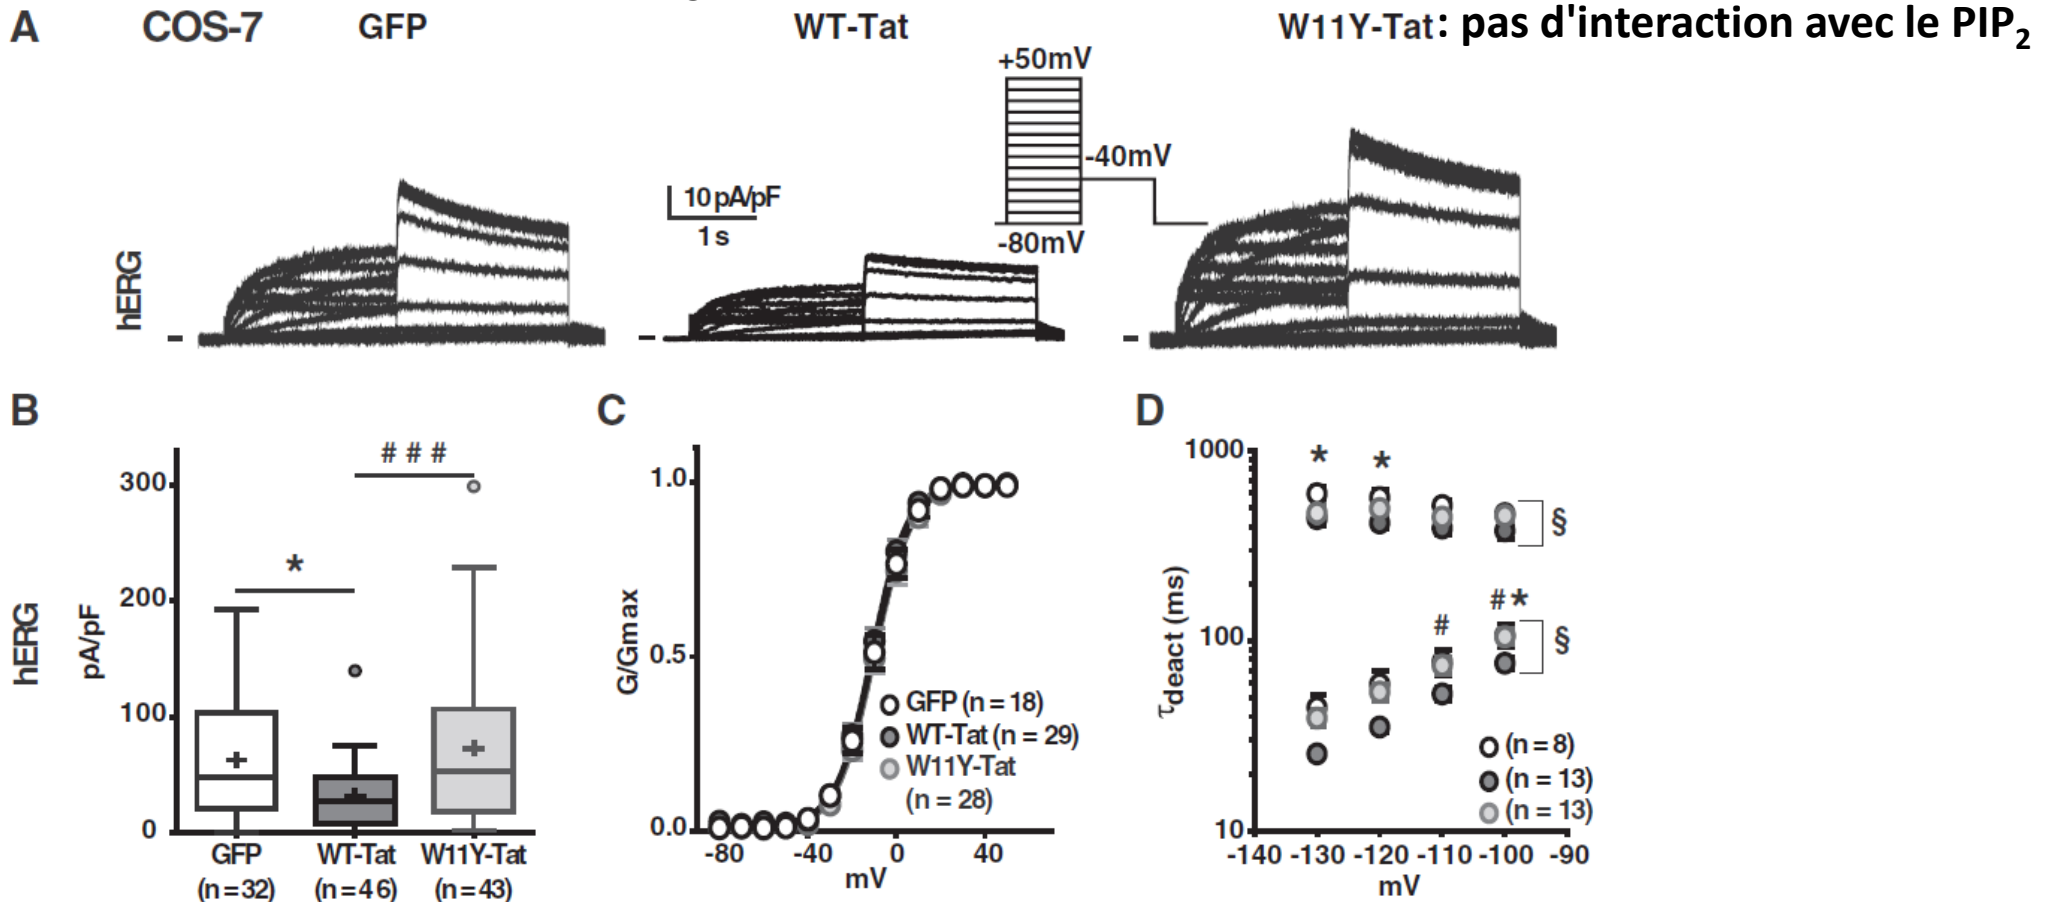 A COS-7 GFP WT-Tat W11Y-Tat : pas d'interaction avec le PIP2
+50mV
-40mV
10 pA/pF
1 s
-80mV
hERG
B
# # #
*
300
200
100
0
pA/pF
hERG
GFP WT-Tat W11Y-Tat
(n = 32) (n = 46) (n = 43)
C
1.0
0.5
0.0
G/Gmax
GFP (n = 18)
WT-Tat (n = 29)
W11Y-Tat
(n = 28)
-80 -40 0 40
mV
D
1000
100
10
τdeact (ms)
* *
§
# *
#
§
(n = 8)
(n = 13)
(n = 13)
-140 -130 -120 -110 -100 -90
mV